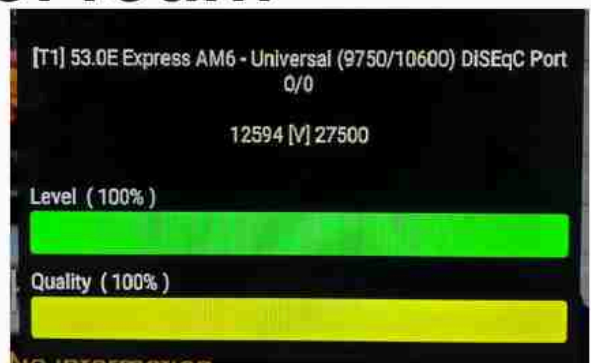 [T1] 53.0E Express AM6 - Universal (9750/10600) DiSEqC Port
0/0
12594 [V] 27500
Level ( 100% )
Quality ( 100% )